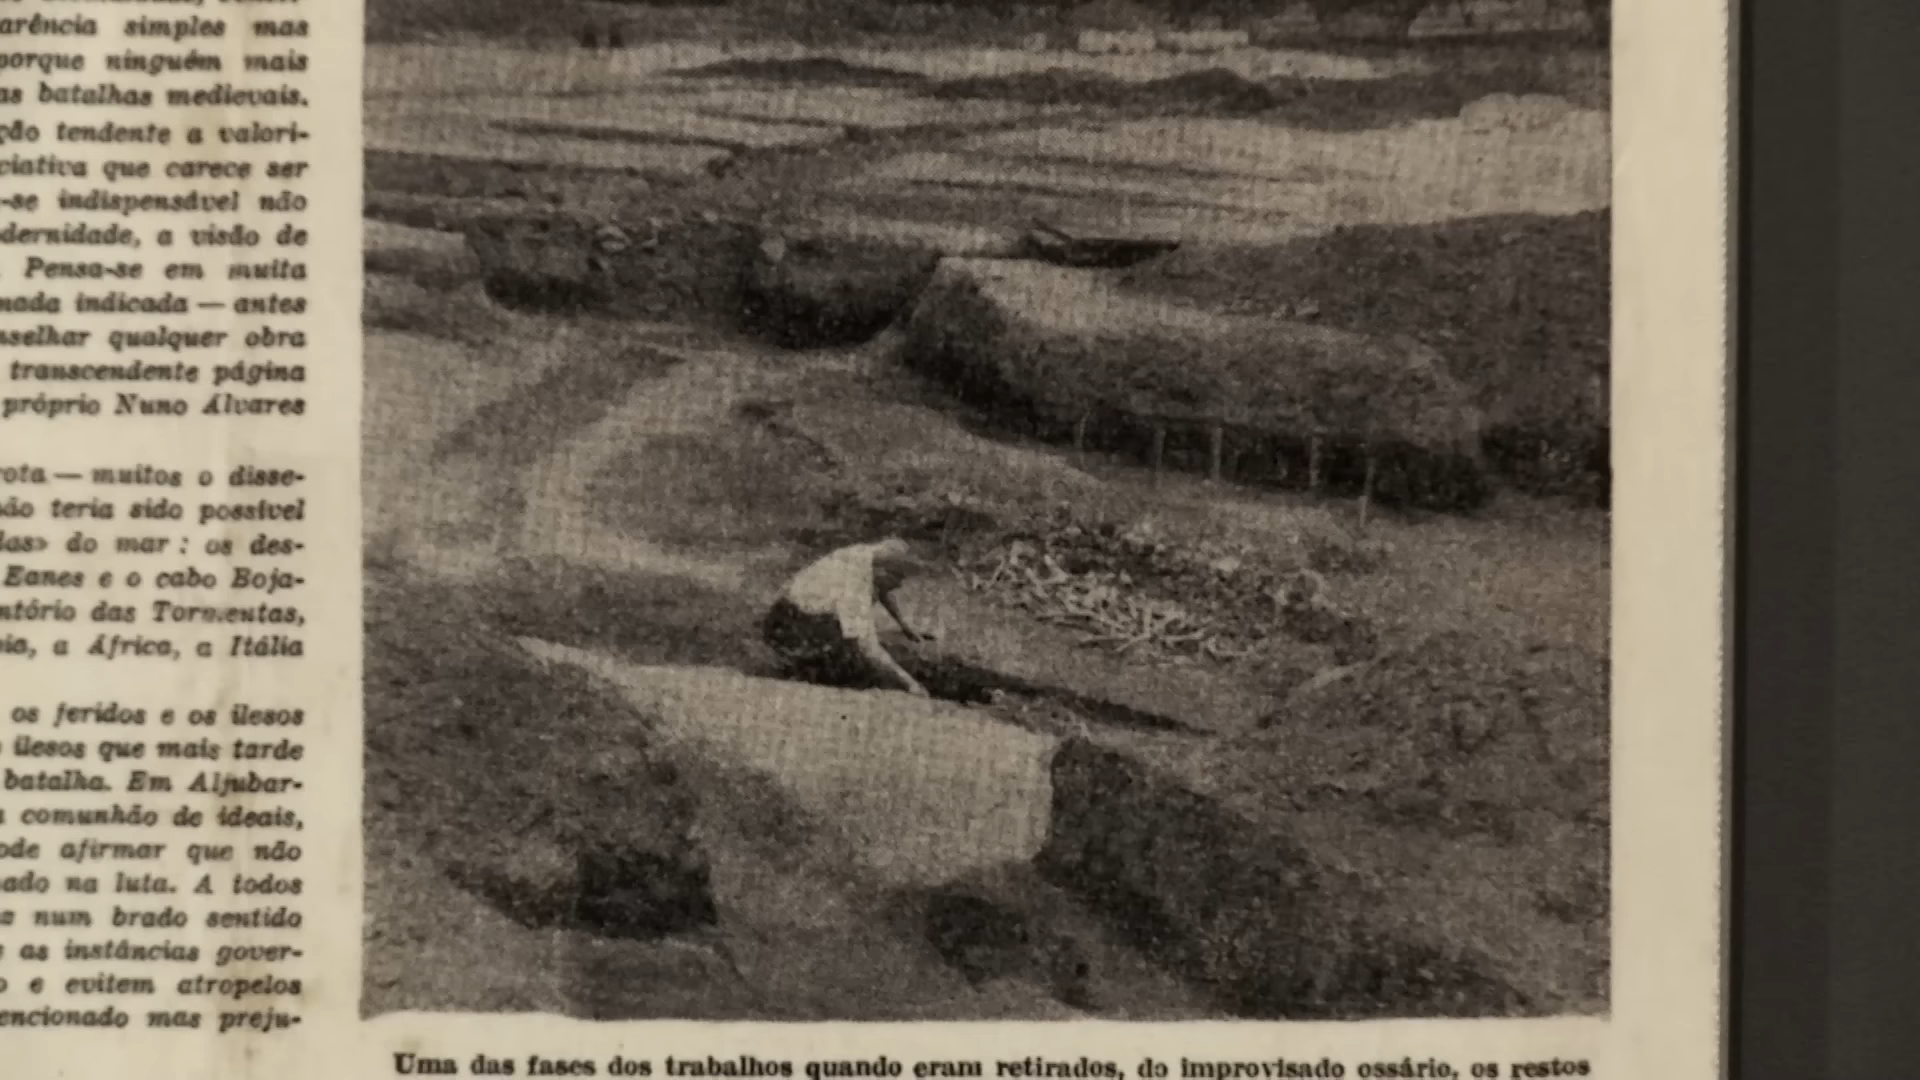 arência simples mas
porque ninguém mais
as batalhas medievais.
ção tendente a valori-
ciativa que carece ser
-se indispensável não
dernidade, a visão de
Pensa-se em muita
mada indicada — antes
nselhar qualquer obra
transcendente página
próprio Nuno Álvares
rota — muitos o disse-
não teria sido possível
das» do mar: os des-
Eanes e o cabo Boja-
ntório das Tormentas,
nia, a África, a Itália
os feridos e os ilesos
ilesos que mais tarde
batalha. Em Aljubar-
a comunhão de ideais,
ode afirmar que não
ado na luta. A todos
num brado sentido
as instâncias gover-
o e evitem atropelos
encionado mas preju-
Uma das fases dos trabalhos quando eram retirados, do improvisado ossário, os restos